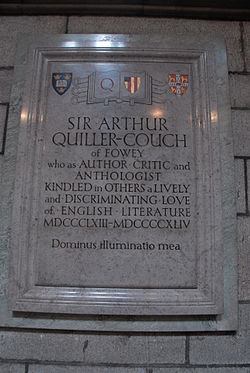 Q
SIR ARTHUR
QUILLER-COUCH
of FOWEY
who as AUTHOR CRITIC and
ANTHOLOGIST
KINDLED in OTHERS a LIVELY
and DISCRIMINATING LOVE
of ENGLISH LITERATURE
MDCCCLXIII–MDCCCCXLIV
Dominus illuminatio mea